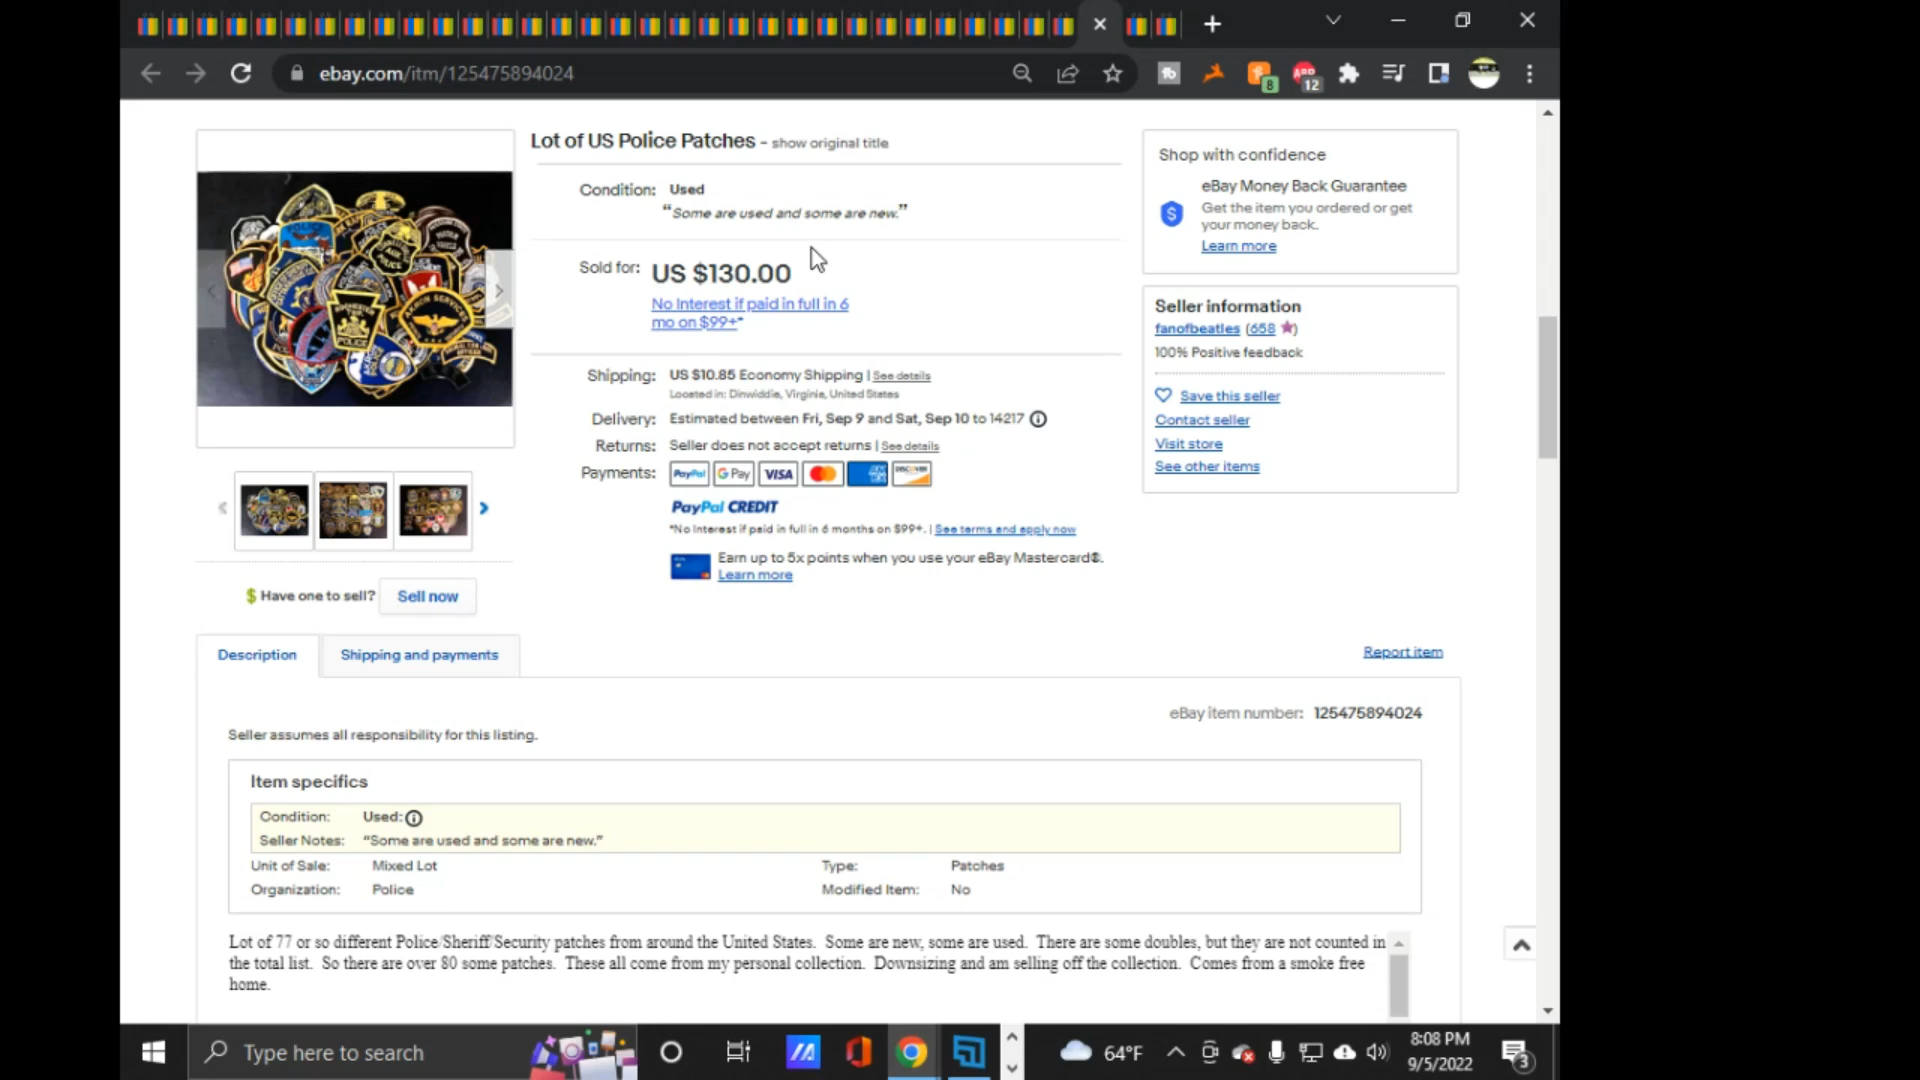 ebay.com/itm/125475894024
8
ABP
12
Lot of US Police Patches - show original title
Condition: Used
“Some are used and some are new.”
Sold for: US $130.00
No Interest if paid in full in 6
mo on $99+*
Shipping: US $10.85 Economy Shipping | See details
Located in: Dinwiddie, Virginia, United States
Delivery: Estimated between Fri, Sep 9 and Sat, Sep 10 to 14217
Returns: Seller does not accept returns | See details
Payments: PayPal G Pay VISA DISCOVER
PayPal CREDIT
*No Interest if paid in full in 6 months on $99+. | See terms and apply now
Earn up to 5x points when you use your eBay Mastercard®.
Learn more
Shop with confidence
eBay Money Back Guarantee
Get the item you ordered or get
your money back.
Learn more
Seller information
fanofbeatles (658)
100% Positive feedback
Save this seller
Contact seller
Visit store
See other items
POLICE
AKRON SERVICES
POLICE
$ Have one to sell? Sell now
Description
Shipping and payments
Report item
eBay item number: 125475894024
Seller assumes all responsibility for this listing.
Item specifics
Condition: Used:
Seller Notes: “Some are used and some are new.”
Unit of Sale: Mixed Lot
Type: Patches
Organization: Police
Modified Item: No
Lot of 77 or so different Police/Sheriff/Security patches from around the United States. Some are new, some are used. There are some doubles, but they are not counted in
the total list. So there are over 80 some patches. These all come from my personal collection. Downsizing and am selling off the collection. Comes from a smoke free
home.
Type here to search
64°F
8:08 PM
9/5/2022
3